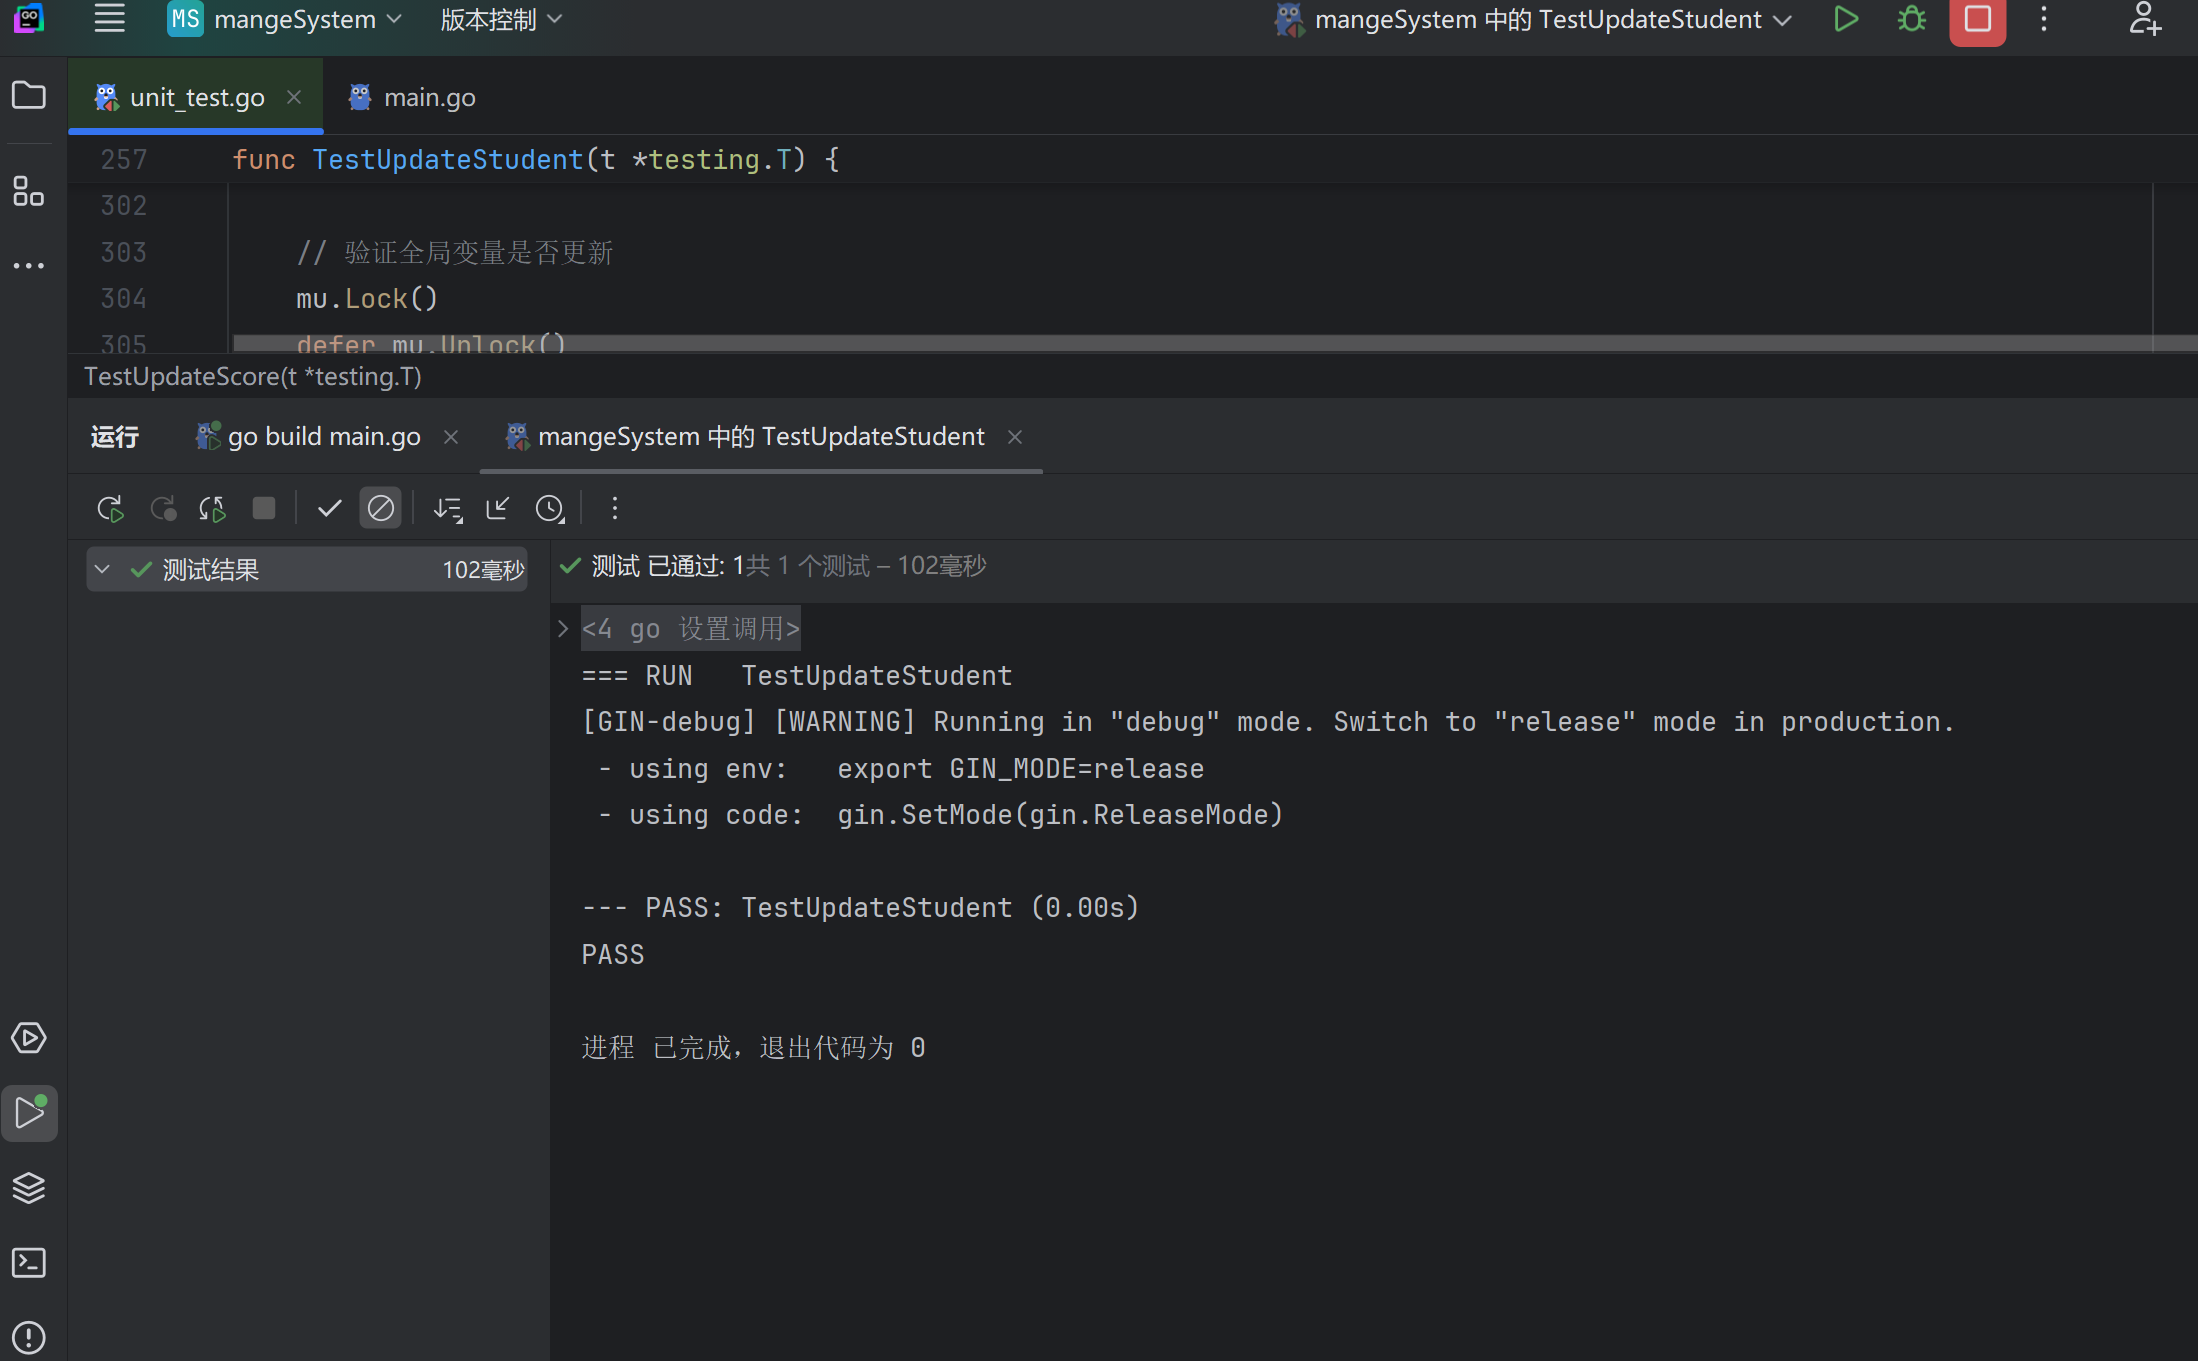 MS mangeSystem 版本控制 mangeSystem 中的 TestUpdateStudent
unit_test.go main.go
257 func TestUpdateStudent(t *testing.T) {
302
303 // 验证全局变量是否更新
304 mu.Lock()
305 defer mu.Unlock()
TestUpdateScore(t *testing.T)
运行 go build main.go mangeSystem 中的 TestUpdateStudent
测试结果 102毫秒
测试 已通过: 1共 1 个测试 – 102毫秒
<4 go 设置调用>
=== RUN   TestUpdateStudent
[GIN-debug] [WARNING] Running in "debug" mode. Switch to "release" mode in production.
 - using env:   export GIN_MODE=release
 - using code:  gin.SetMode(gin.ReleaseMode)
--- PASS: TestUpdateStudent (0.00s)
PASS
进程 已完成，退出代码为 0